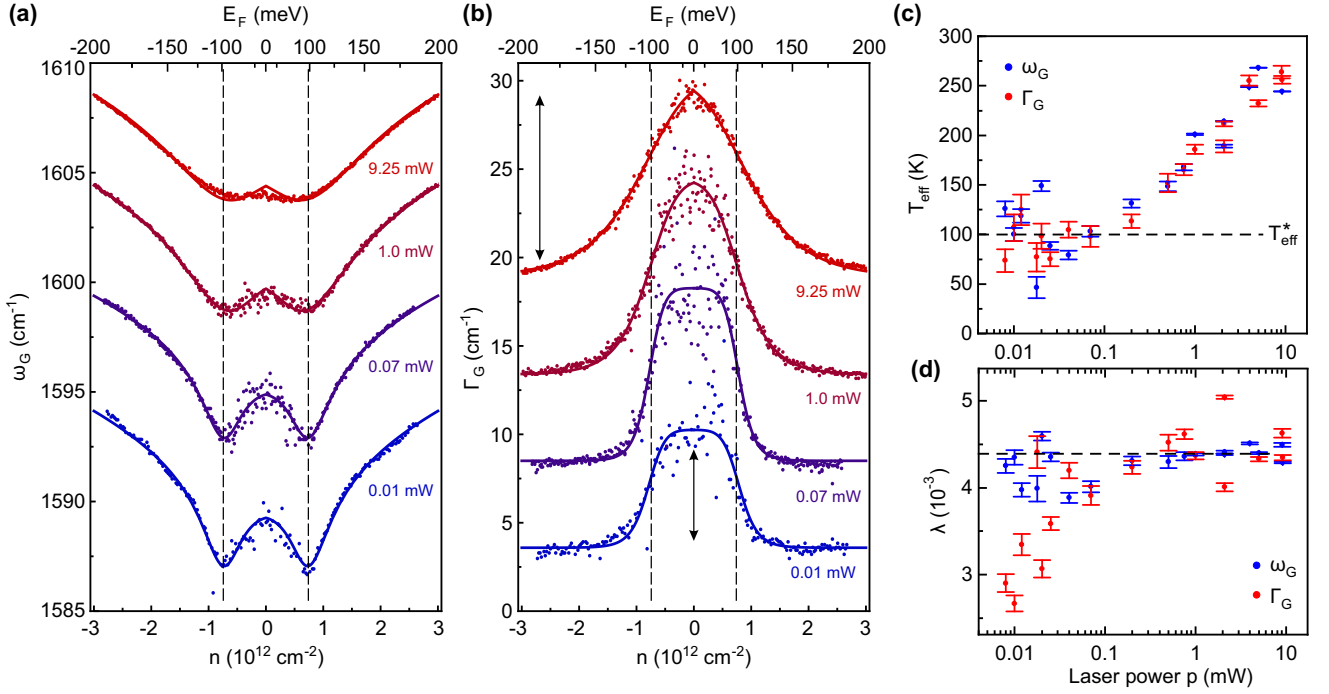 (a)
E_F (meV)
-200 -150 -100 0 100 150 200
1610
1605
1600
1595
1590
1585
ω_G (cm⁻¹)
9.25 mW
1.0 mW
0.07 mW
0.01 mW
-3 -2 -1 0 1 2 3
n (10¹² cm⁻²)
(b)
E_F (meV)
-200 -150 -100 0 100 150 200
30
25
20
15
10
5
0
Γ_G (cm⁻¹)
9.25 mW
1.0 mW
0.07 mW
0.01 mW
-3 -2 -1 0 1 2 3
n (10¹² cm⁻²)
(c)
300
250
200
150
100
50
0
T_eff (K)
ω_G
Γ_G
T*_eff
0.01 0.1 1 10
(d)
5
4
3
λ (10⁻³)
ω_G
Γ_G
0.01 0.1 1 10
Laser power p (mW)